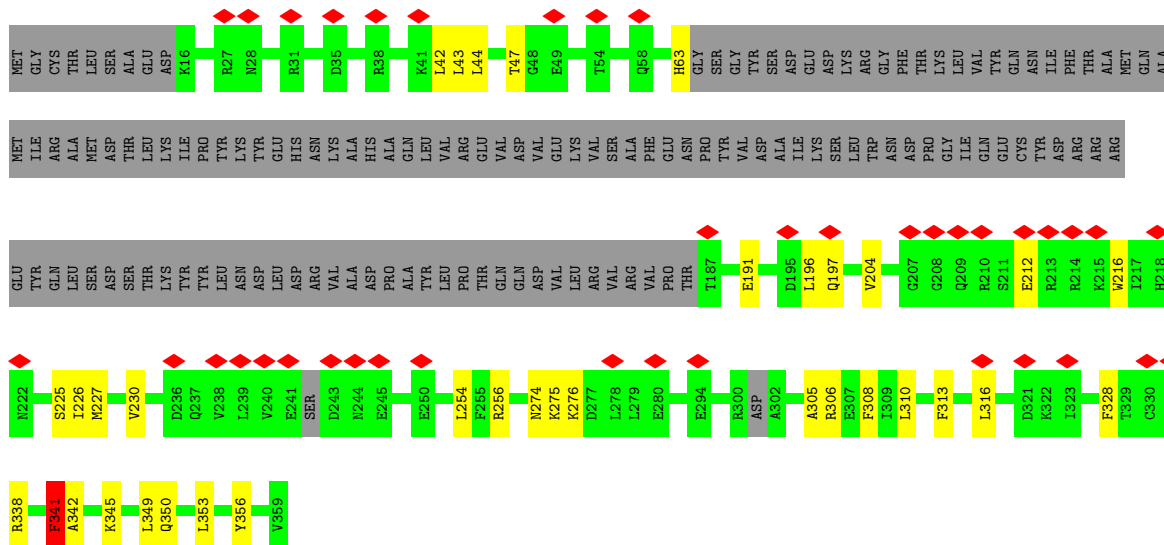 MET GLY CYS THR LEU SER ALA GLU ASP K16 R27 N28 R31 D35 R38 K41 L42 L43 L44 T47 G48 E49 T54 Q58 H63 GLY SER GLY TYR SER ASP GLU ASP LYS ARG GLY PHE THR LYS LEU VAL TYR GLN ASN ILE PHE THR ALA MET GLN ALA
MET ILE ARG ALA MET ASP THR LEU LYS ILE PRO TYR LYS TYR GLU HIS ASN LYS ALA HIS ALA GLN LEU VAL ARG GLU VAL ASP VAL GLU LYS VAL SER ALA PHE GLU ASN PRO TYR VAL ASP ALA ILE LYS SER LEU TRP ASN ASP PRO GLY ILE GLN GLU CYS TYR ASP ARG ARG ARG
GLU TYR GLN LEU SER ASP SER THR LYS TYR TYR LEU ASN ASP LEU ASP ARG VAL ALA ASP PRO ALA TYR LEU PRO THR GLN GLN ASP VAL LEU ARG VAL ARG VAL PRO THR T187 E191 D195 L196 Q197 V204 G207 G208 Q209 R210 S211 E212 R213 R214 K215 W216 I217 H218
N222 S225 I226 M227 V230 D236 Q237 V238 L239 V240 E241 SER D243 N244 E245 E250 L254 F255 R256 N274 K275 K276 D277 L278 L279 E280 E294 R300 ASP A302 A305 R306 E307 F308 I309 L310 F313 L316 D321 K322 I323 F328 T329 C330
R338 F341 A342 K345 L349 Q350 L353 Y356 V359